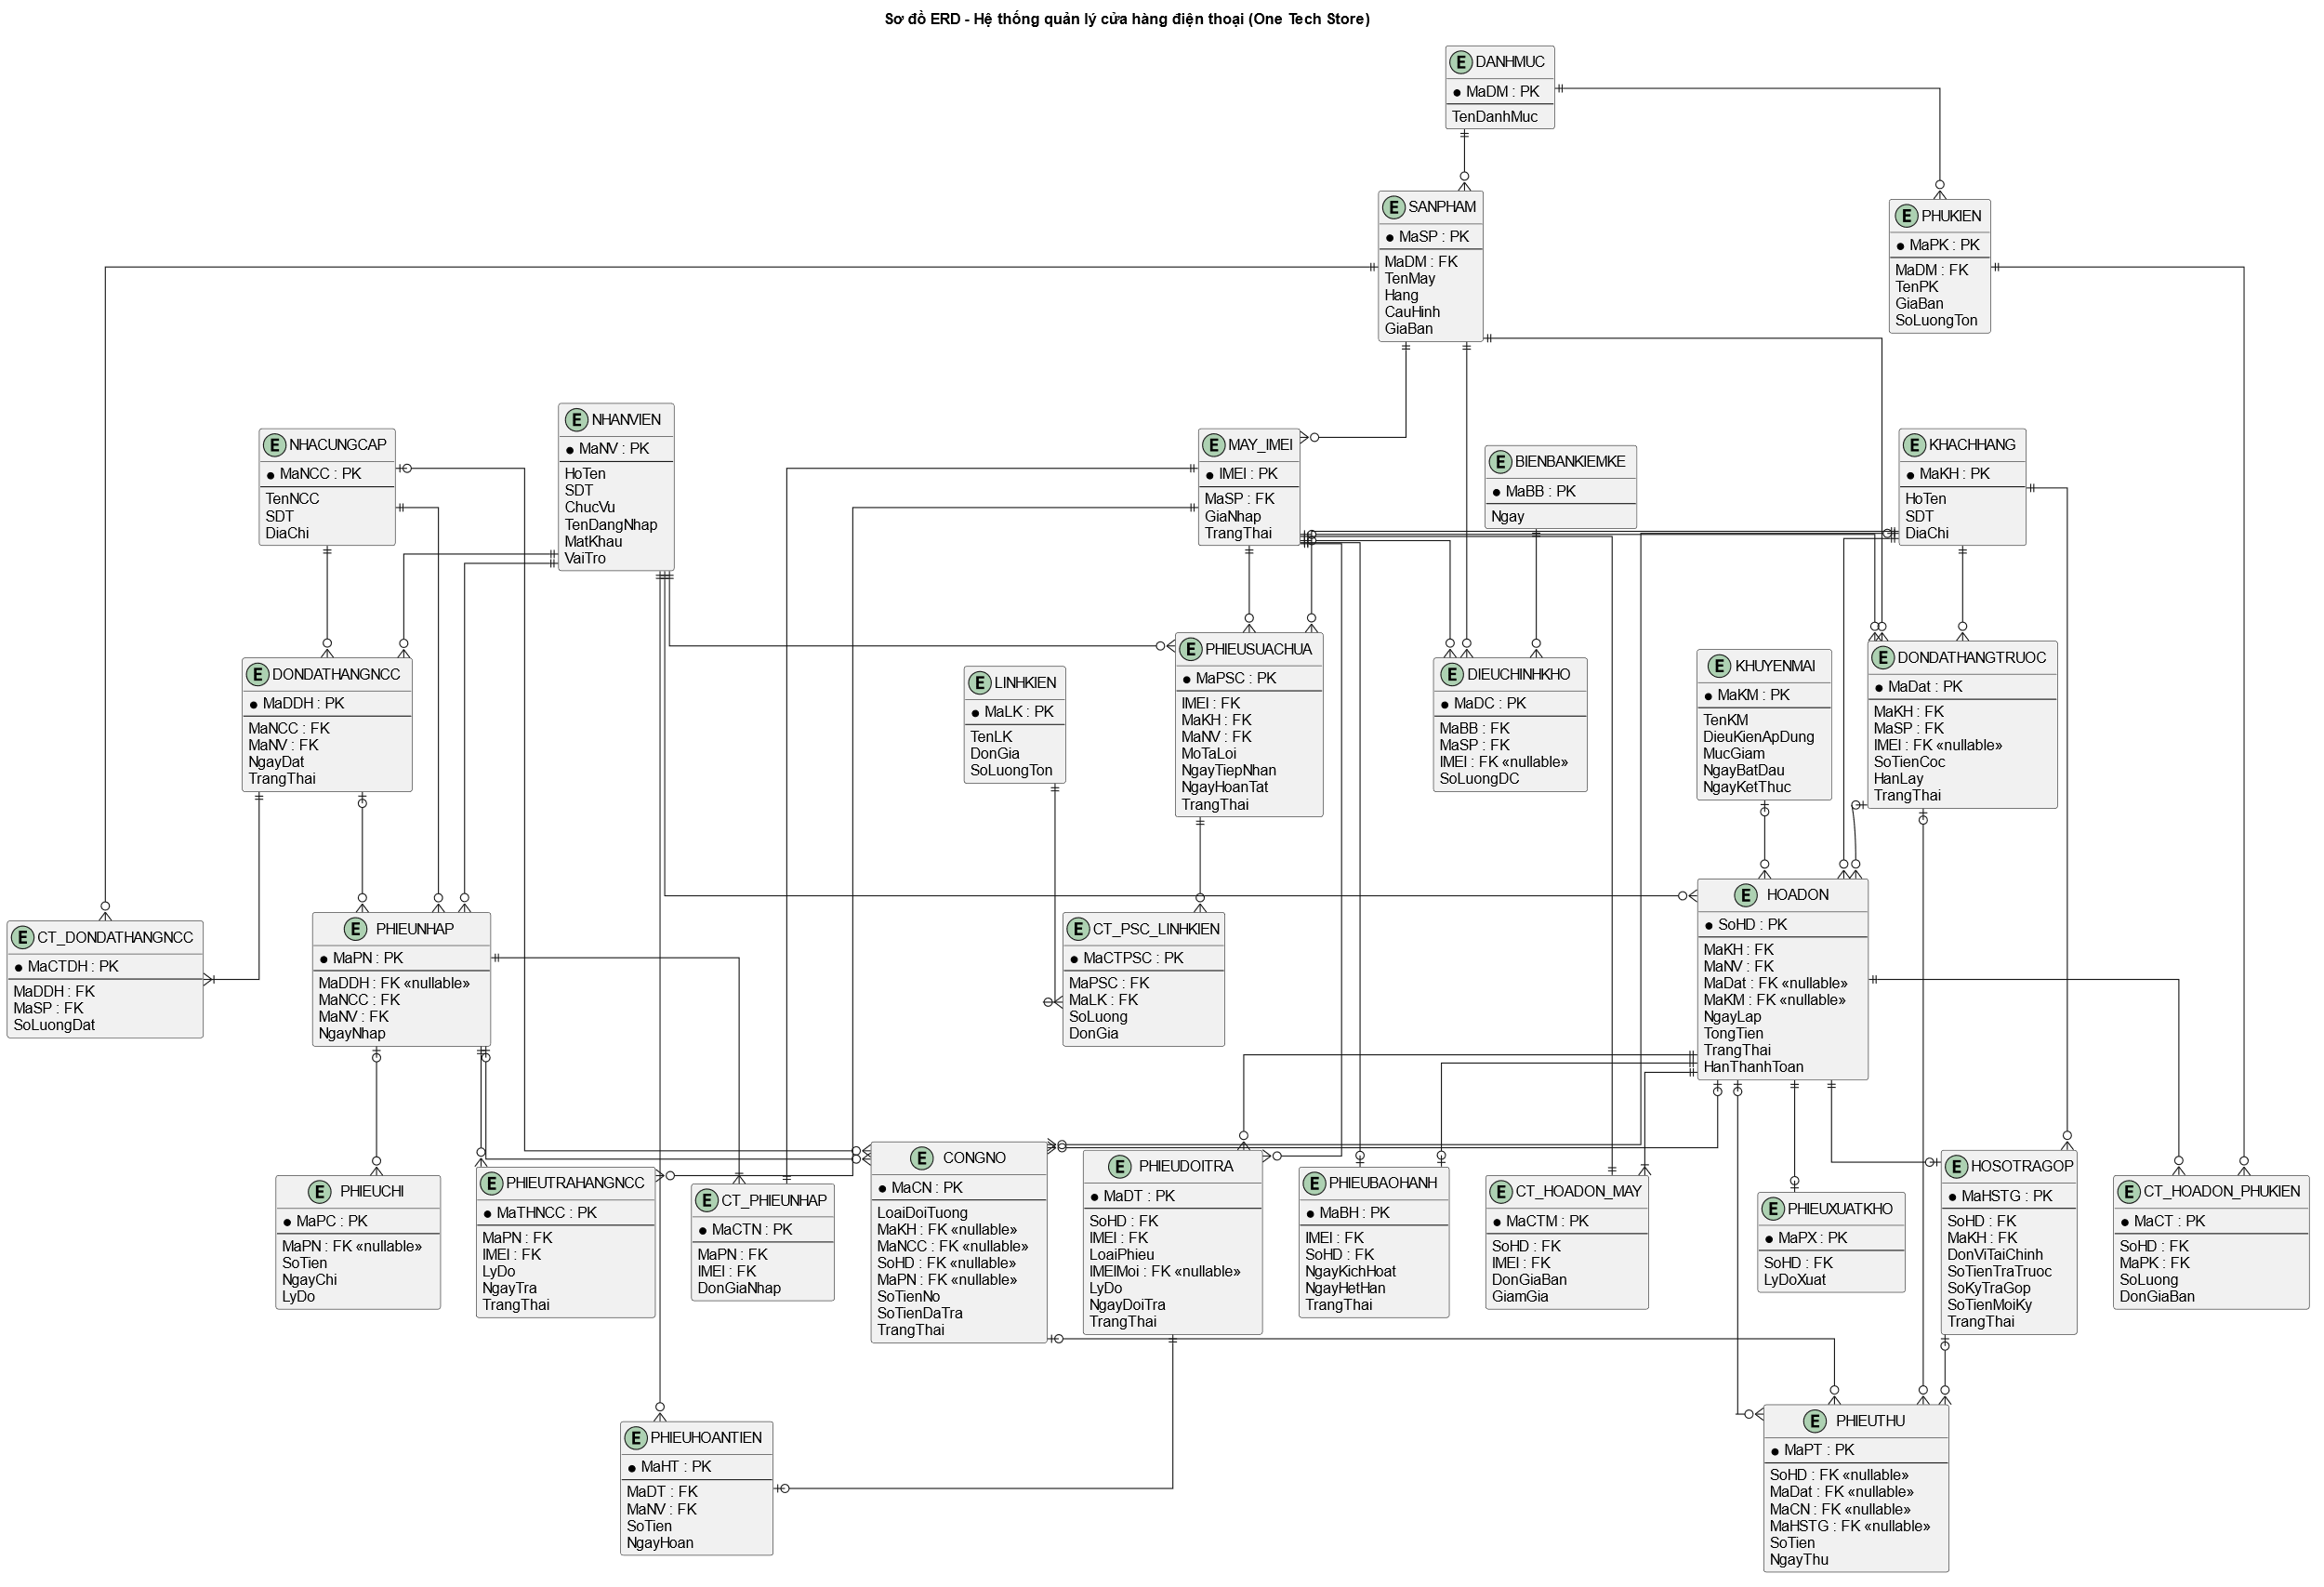 Sơ đồ ERD - Hệ thống quản lý cửa hàng điện thoại (One Tech Store)
E DANHMUC
MaDM : PK
TenDanhMuc
E SANPHAM
MaSP : PK
MaDM : FK
TenMay
Hang
CauHinh
GiaBan
E PHUKIEN
MaPK : PK
MaDM : FK
TenPK
GiaBan
SoLuongTon
E NHACUNGCAP
MaNCC : PK
TenNCC
SDT
DiaChi
E NHANVIEN
MaNV : PK
HoTen
SDT
ChucVu
TenDangNhap
MatKhau
VaiTro
E MAY_IMEI
IMEI : PK
MaSP : FK
GiaNhap
TrangThai
E BIENBANKIEMKE
MaBB : PK
Ngay
E KHACHHANG
MaKH : PK
HoTen
SDT
DiaChi
E DONDATHANGNCC
MaDDH : PK
MaNCC : FK
MaNV : FK
NgayDat
TrangThai
E LINHKIEN
MaLK : PK
TenLK
DonGia
SoLuongTon
E PHIEUSUACHUA
MaPSC : PK
IMEI : FK
MaKH : FK
MaNV : FK
MoTaLoi
NgayTiepNhan
NgayHoanTat
TrangThai
E DIEUCHINHKHO
MaDC : PK
MaBB : FK
MaSP : FK
IMEI : FK «nullable»
SoLuongDC
E KHUYENMAI
MaKM : PK
TenKM
DieuKienApDung
MucGiam
NgayBatDau
NgayKetThuc
E DONDATHANGTRUOC
MaDat : PK
MaKH : FK
MaSP : FK
IMEI : FK «nullable»
SoTienCoc
HanLay
TrangThai
E CT_DONDATHANGNCC
MaCTDH : PK
MaDDH : FK
MaSP : FK
SoLuongDat
E PHIEUNHAP
MaPN : PK
MaDDH : FK «nullable»
MaNCC : FK
MaNV : FK
NgayNhap
E CT_PSC_LINHKIEN
MaCTPSC : PK
MaPSC : FK
MaLK : FK
SoLuong
DonGia
E HOADON
SoHD : PK
MaKH : FK
MaNV : FK
MaDat : FK «nullable»
MaKM : FK «nullable»
NgayLap
TongTien
TrangThai
HanThanhToan
E PHIEUCHI
MaPC : PK
MaPN : FK «nullable»
SoTien
NgayChi
LyDo
E PHIEUTRAHANGNCC
MaTHNCC : PK
MaPN : FK
IMEI : FK
LyDo
NgayTra
TrangThai
E CT_PHIEUNHAP
MaCTN : PK
MaPN : FK
IMEI : FK
DonGiaNhap
E CONGNO
MaCN : PK
LoaiDoiTuong
MaKH : FK «nullable»
MaNCC : FK «nullable»
SoHD : FK «nullable»
MaPN : FK «nullable»
SoTienNo
SoTienDaTra
TrangThai
E PHIEUDOITRA
MaDT : PK
SoHD : FK
IMEI : FK
LoaiPhieu
IMEIMoi : FK «nullable»
LyDo
NgayDoiTra
TrangThai
E PHIEUBAOHANH
MaBH : PK
IMEI : FK
SoHD : FK
NgayKichHoat
NgayHetHan
TrangThai
E CT_HOADON_MAY
MaCTM : PK
SoHD : FK
IMEI : FK
DonGiaBan
GiamGia
E PHIEUXUATKHO
MaPX : PK
SoHD : FK
LyDoXuat
E HOSOTRAGOP
MaHSTG : PK
SoHD : FK
MaKH : FK
DonViTaiChinh
SoTienTraTruoc
SoKyTraGop
SoTienMoiKy
TrangThai
E CT_HOADON_PHUKIEN
MaCT : PK
SoHD : FK
MaPK : FK
SoLuong
DonGiaBan
E PHIEUHOANTIEN
MaHT : PK
MaDT : FK
MaNV : FK
SoTien
NgayHoan
E PHIEUTHU
MaPT : PK
SoHD : FK «nullable»
MaDat : FK «nullable»
MaCN : FK «nullable»
MaHSTG : FK «nullable»
SoTien
NgayThu